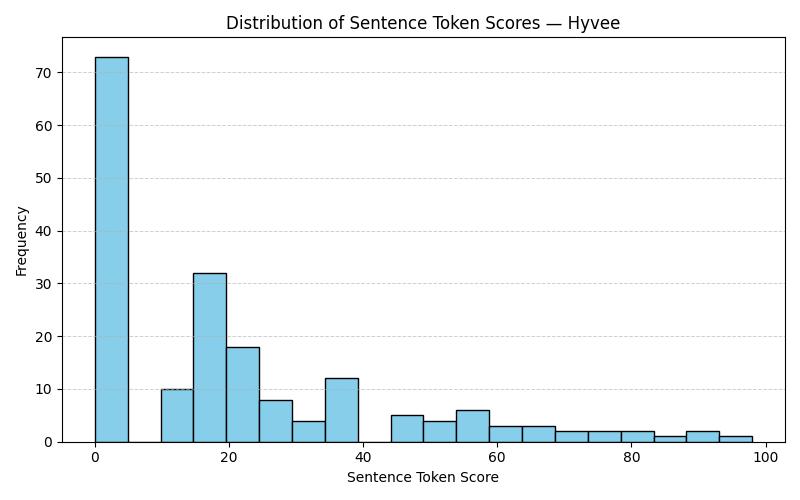 Distribution of Sentence Token Scores — Hyvee
70
60
50
40
30
20
10
0
Frequency
0 20 40 60 80 100
Sentence Token Score